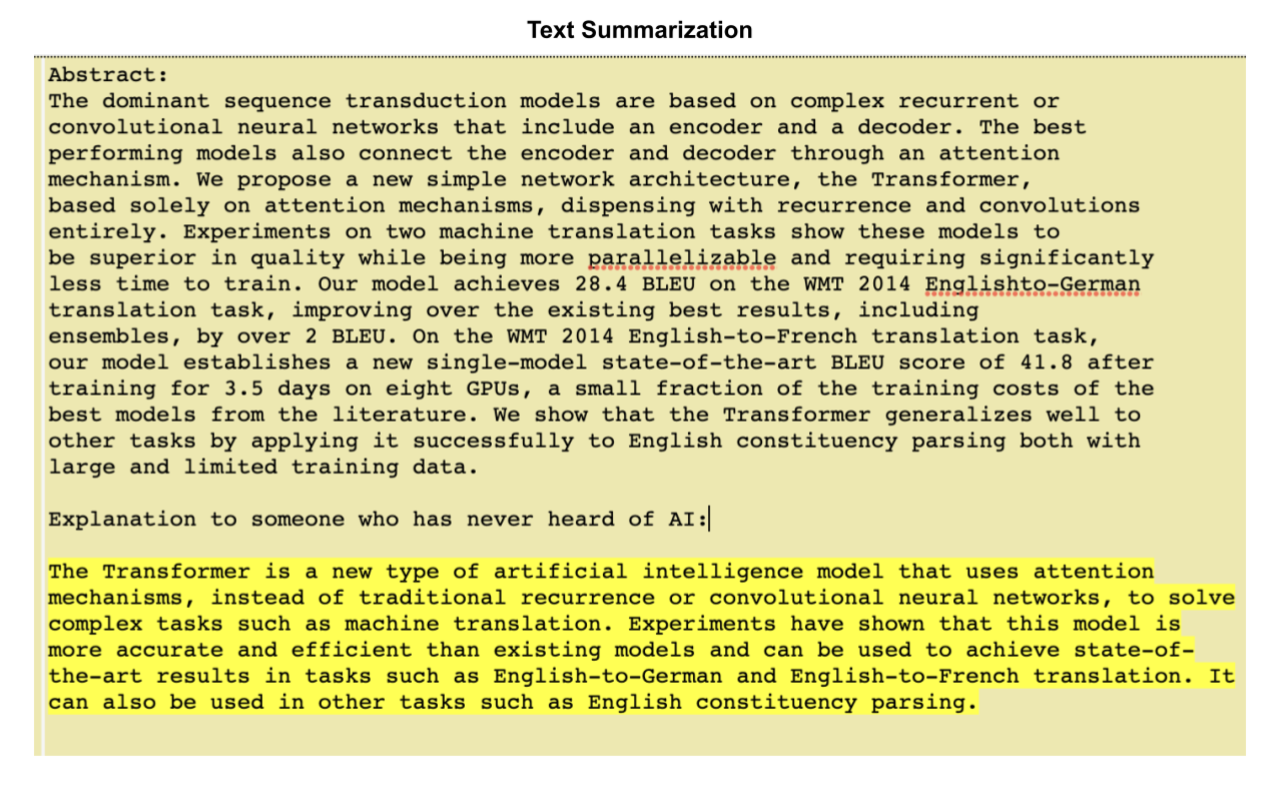 Text Summarization
Abstract:
The dominant sequence transduction models are based on complex recurrent or
convolutional neural networks that include an encoder and a decoder. The best
performing models also connect the encoder and decoder through an attention
mechanism. We propose a new simple network architecture, the Transformer,
based solely on attention mechanisms, dispensing with recurrence and convolutions
entirely. Experiments on two machine translation tasks show these models to
be superior in quality while being more parallelizable and requiring significantly
less time to train. Our model achieves 28.4 BLEU on the WMT 2014 Englishto-German
translation task, improving over the existing best results, including
ensembles, by over 2 BLEU. On the WMT 2014 English-to-French translation task,
our model establishes a new single-model state-of-the-art BLEU score of 41.8 after
training for 3.5 days on eight GPUs, a small fraction of the training costs of the
best models from the literature. We show that the Transformer generalizes well to
other tasks by applying it successfully to English constituency parsing both with
large and limited training data.
Explanation to someone who has never heard of AI:
The Transformer is a new type of artificial intelligence model that uses attention
mechanisms, instead of traditional recurrence or convolutional neural networks, to solve
complex tasks such as machine translation. Experiments have shown that this model is
more accurate and efficient than existing models and can be used to achieve state-of-
the-art results in tasks such as English-to-German and English-to-French translation. It
can also be used in other tasks such as English constituency parsing.